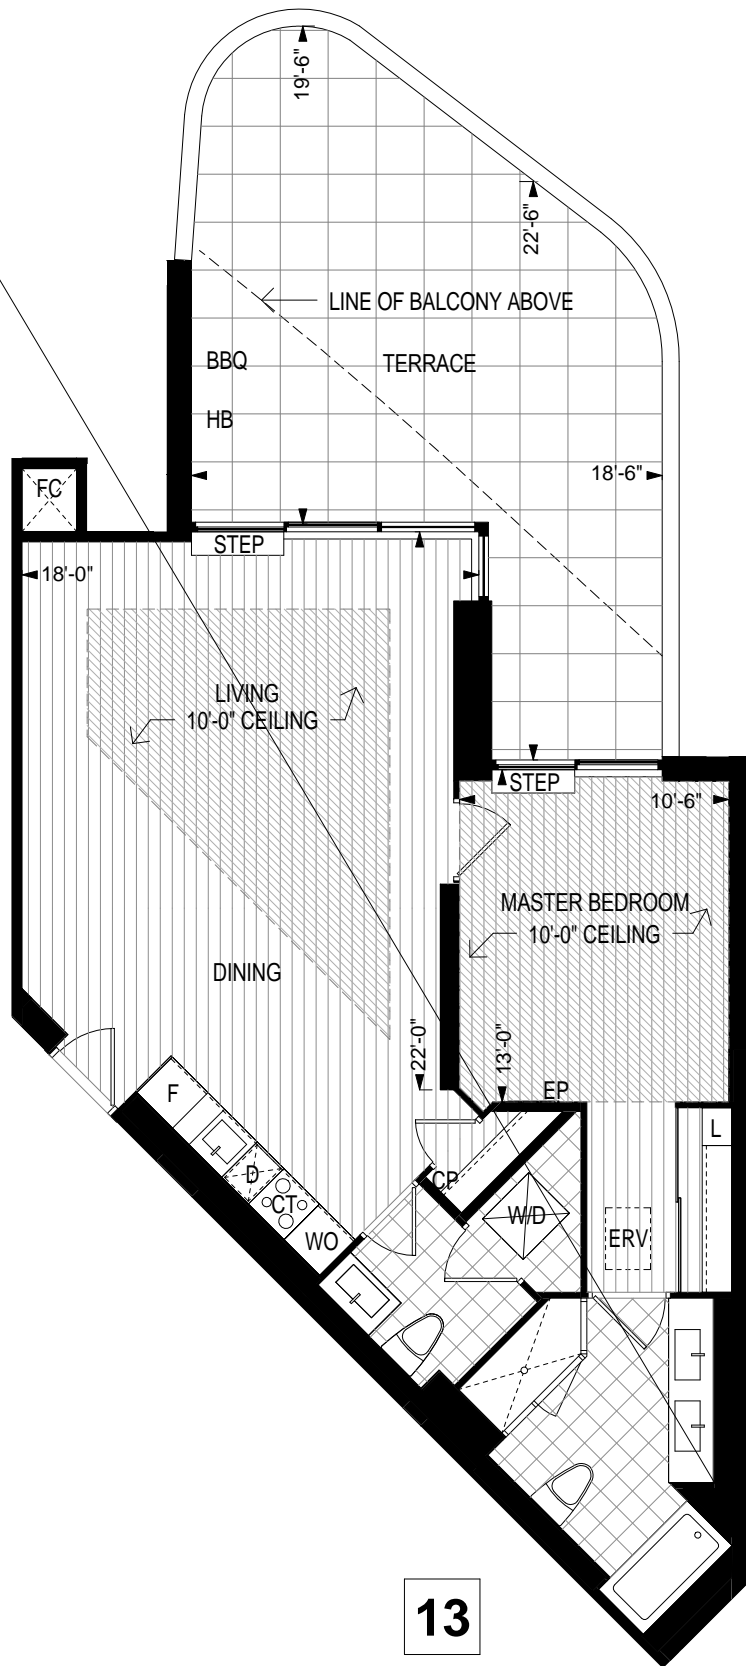 19'-6"
22'-6"
LINE OF BALCONY ABOVE
BBQ
TERRACE
HB
18'-6"
FC
STEP
18'-0"
LIVING
10'-0" CEILING
STEP
10'-6"
MASTER BEDROOM
10'-0" CEILING
DINING
22'-0"
13'-0"
EP
F
L
D
CP
CT
W/D
WO
ERV
13